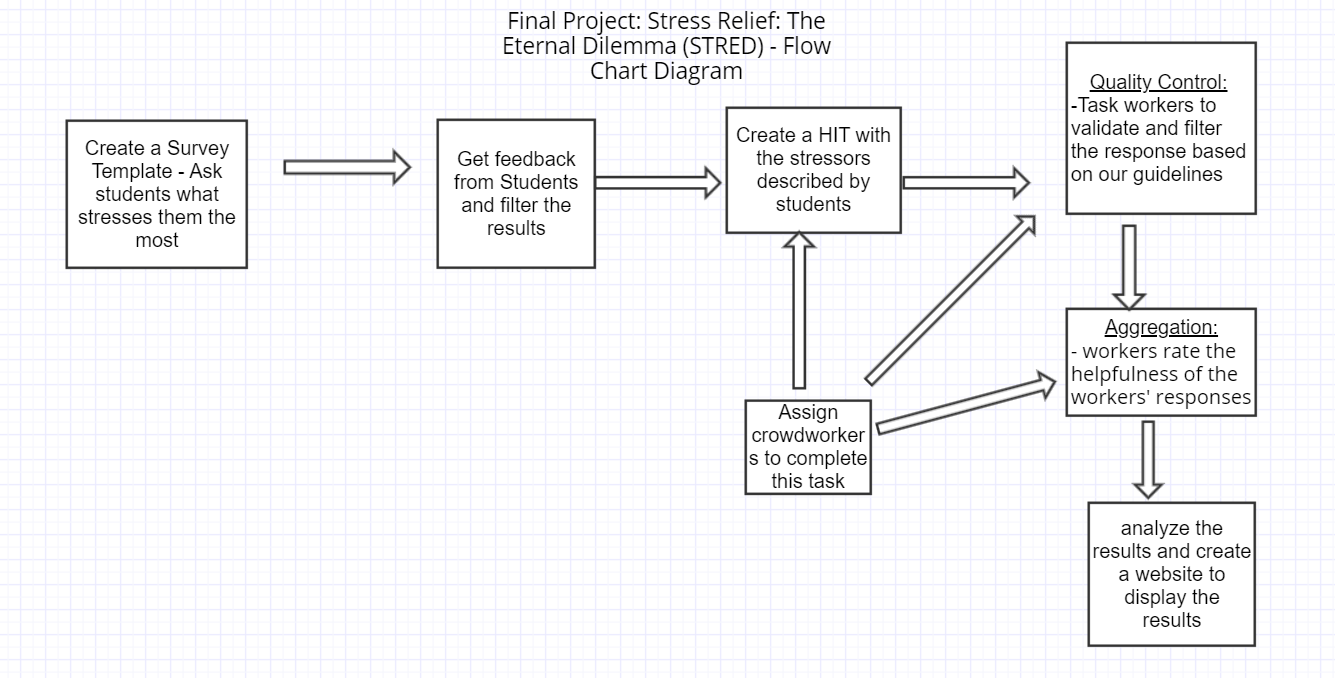 Final Project: Stress Relief: The
Eternal Dilemma (STRED) - Flow
Chart Diagram
Create a Survey
Template - Ask
students what
stresses them the
most
Get feedback
from Students
and filter the
results
Create a HIT with
the stressors
described by
students
Quality Control:
-Task workers to
validate and filter
the response based
on our guidelines
Assign
crowdworker
s to complete
this task
Aggregation:
- workers rate the
helpfulness of the
workers' responses
analyze the
results and create
a website to
display the
results